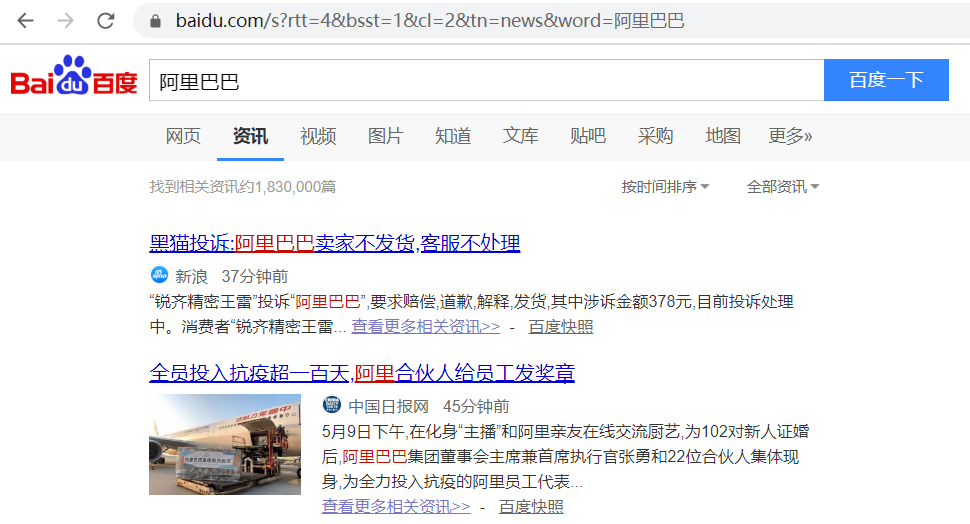 baidu.com/s?rtt=4&bsst=1&cl=2&tn=news&word=阿里巴巴
Bai du 百度 阿里巴巴 百度一下
网页 资讯 视频 图片 知道 文库 贴吧 采购 地图 更多»
找到相关资讯约1,830,000篇 按时间排序 全部资讯
黑猫投诉:阿里巴巴卖家不发货,客服不处理
新浪 37分钟前
“锐齐精密王雷”投诉“阿里巴巴”,要求赔偿,道歉,解释,发货,其中涉诉金额378元,目前投诉处理
中。消费者“锐齐精密王雷... 查看更多相关资讯>> - 百度快照
全员投入抗疫超一百天,阿里合伙人给员工发奖章
中国日报网 45分钟前
5月9日下午,在化身“主播”和阿里亲友在线交流厨艺,为102对新人证婚
后,阿里巴巴集团董事会主席兼首席执行官张勇和22位合伙人集体现
身,为全力投入抗疫的阿里员工代表...
查看更多相关资讯>> - 百度快照